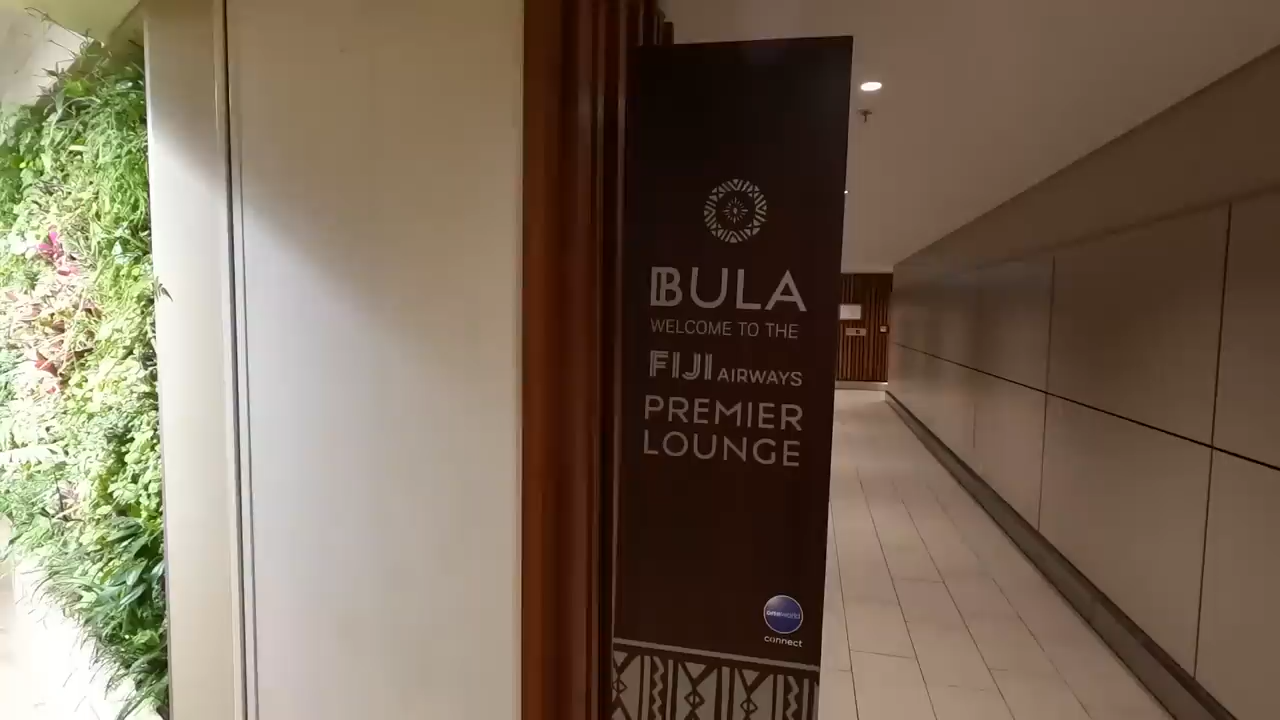 BULA
WELCOME TO THE
FIJI AIRWAYS
PREMIER
LOUNGE
oneworld
connect